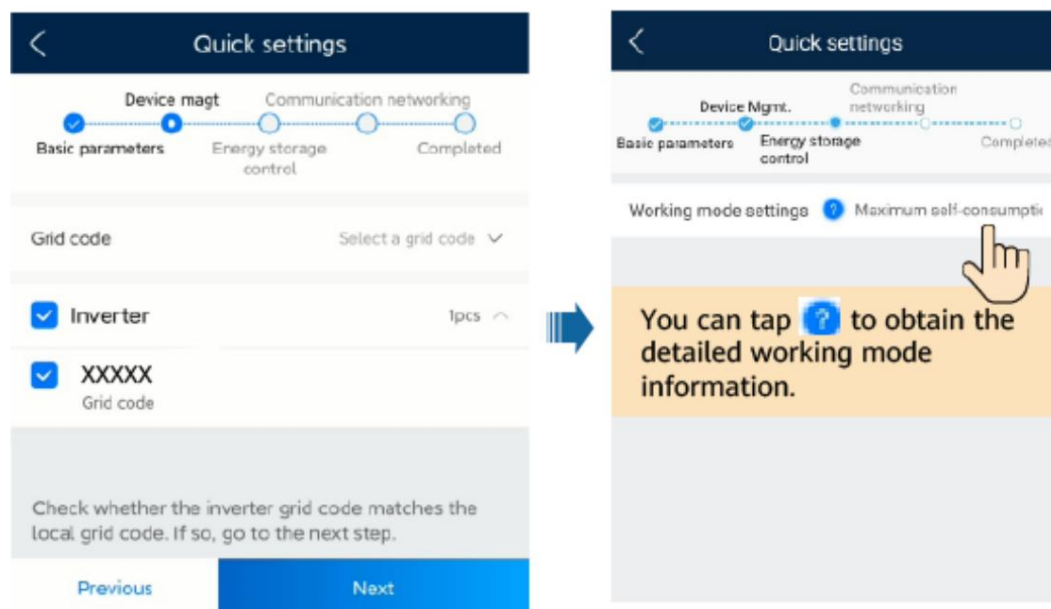 Quick settings
Device magt Communication networking
Basic parameters Energy storage control Completed
Grid code Select a grid code
Inverter 1pcs
XXXXX
Grid code
Check whether the inverter grid code matches the
local grid code. If so, go to the next step.
Previous Next
Quick settings
Communication
Device Mgmt. networking
Basic parameters Energy storage Completed
control
Working mode settings ? Maximum self-consumptic
You can tap ? to obtain the
detailed working mode
information.